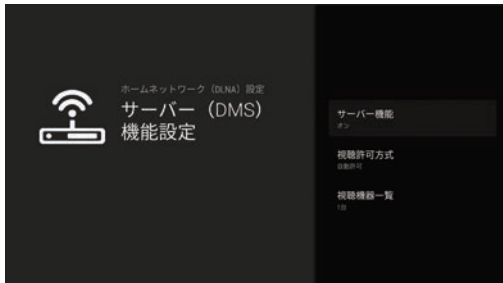 ホームネットワーク（DLNA）設定
サーバー（DMS）
機能設定
サーバー機能
オン
視聴許可方式
自動許可
視聴機器一覧
1台